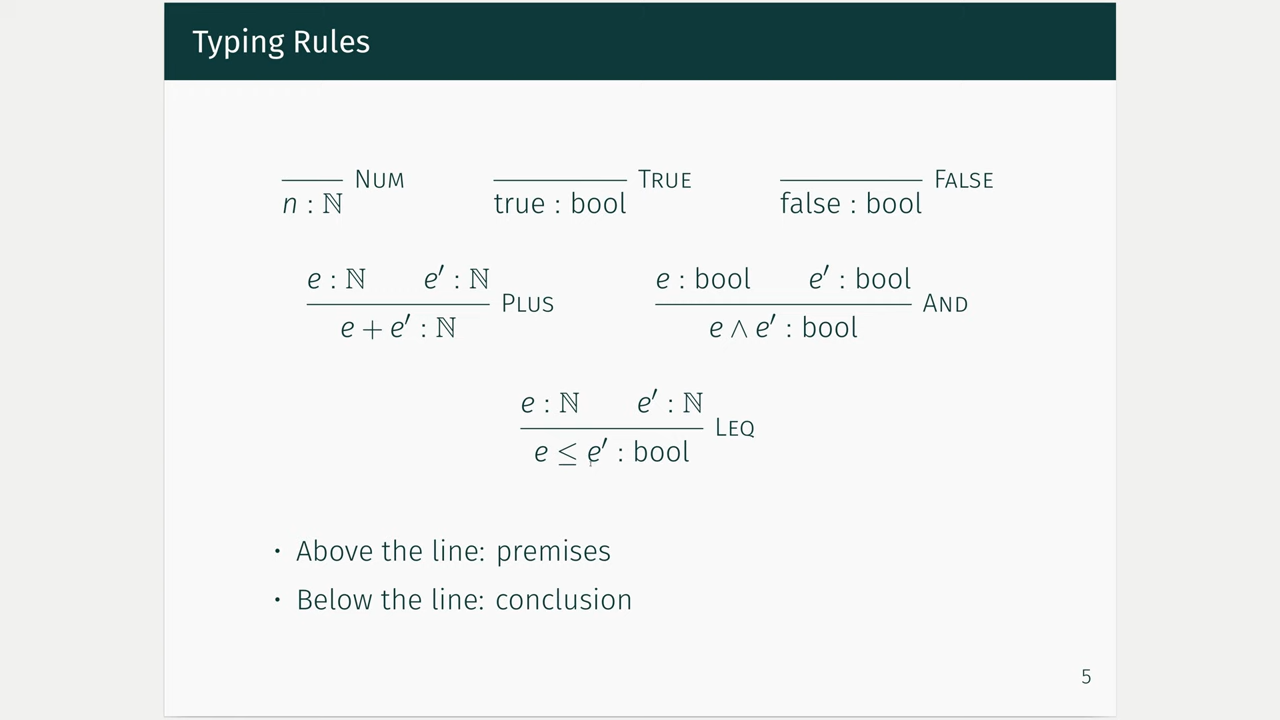 Typing Rules
NUM
n : ℕ
TRUE
true : bool
FALSE
false : bool
e : ℕ e′ : ℕ
PLUS
e + e′ : ℕ
e : bool e′ : bool
AND
e ∧ e′ : bool
e : ℕ e′ : ℕ
LEQ
e ≤ e′ : bool
• Above the line: premises
• Below the line: conclusion
5